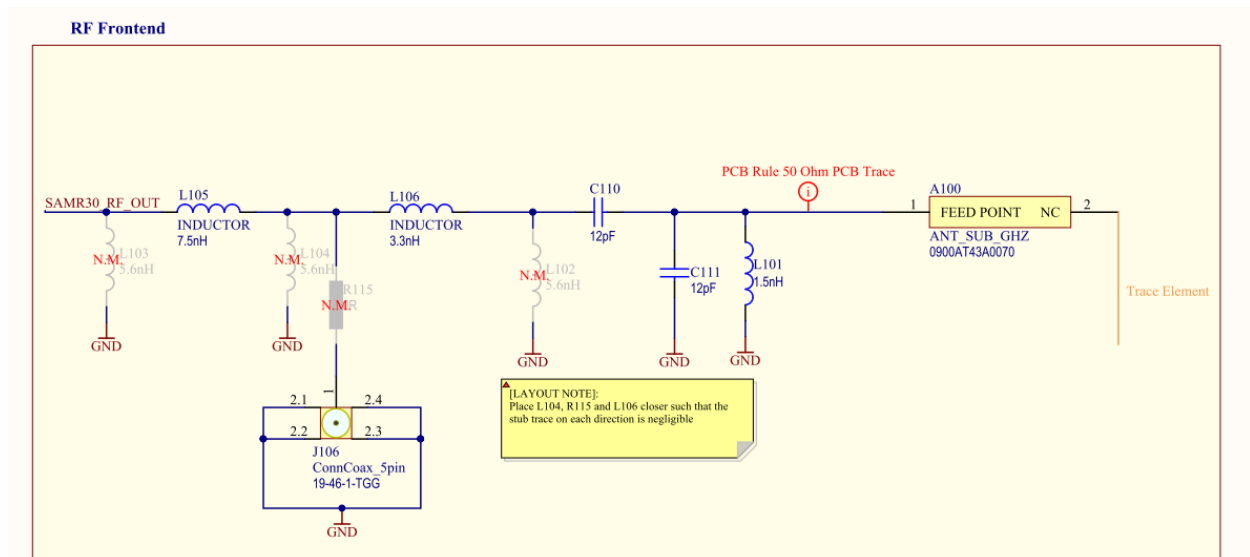 RF Frontend
PCB Rule 50 Ohm PCB Trace
i
SAMR30_RF_OUT
L105
INDUCTOR
7.5nH
L106
INDUCTOR
3.3nH
C110
12pF
1
A100
FEED POINT
NC
2
ANT_SUB_GHZ
0900AT43A0070
N.M.
L103
5.6nH
N.M.
L104
5.6nH
N.M.
R115
N.M.
L102
5.6nH
C111
12pF
L101
1.5nH
Trace Element
GND
GND
GND
GND
GND
[LAYOUT NOTE]:
Place L104, R115 and L106 closer such that the
stub trace on each direction is negligible
1
2.1
2.4
2.2
2.3
J106
ConnCoax_5pin
19-46-1-TGG
GND